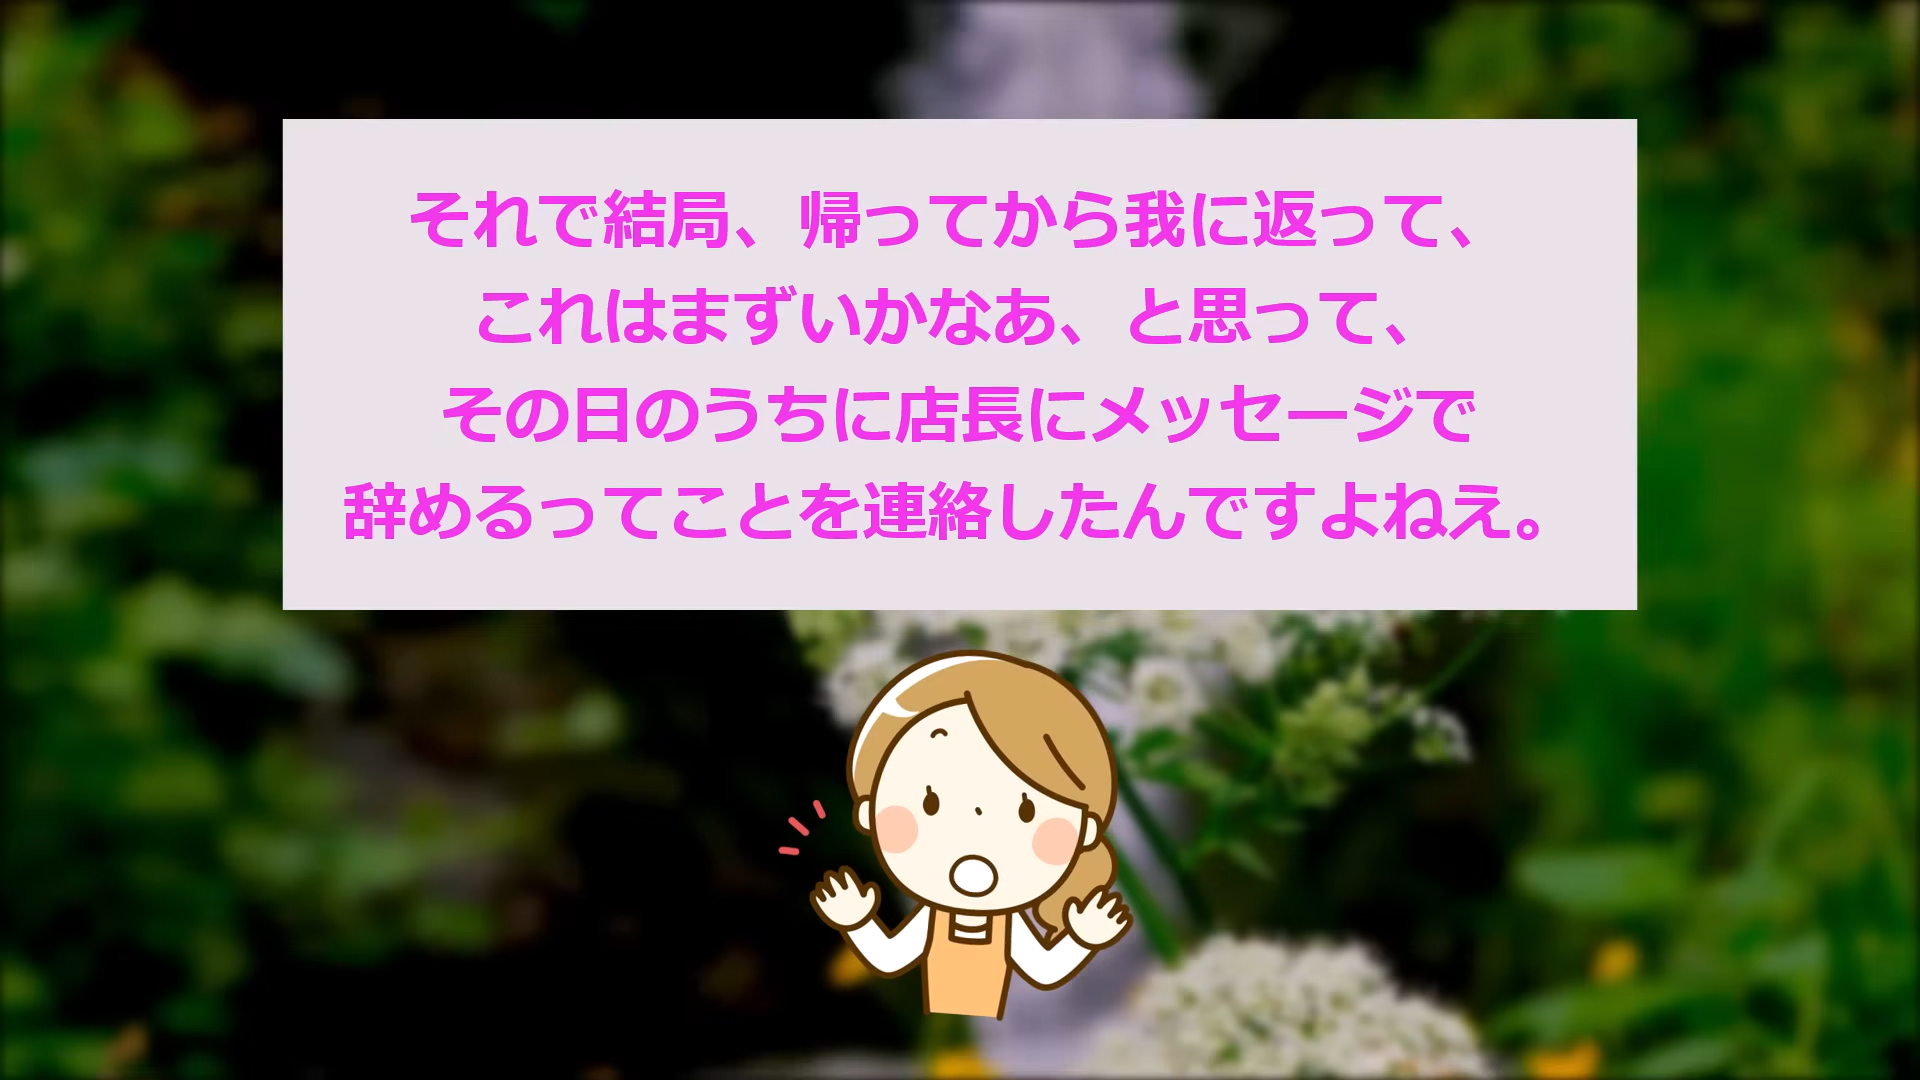 それで結局、帰ってから我に返って、
これはまずいかなあ、と思って、
その日のうちに店長にメッセージで
辞めるってことを連絡したんですよねえ。